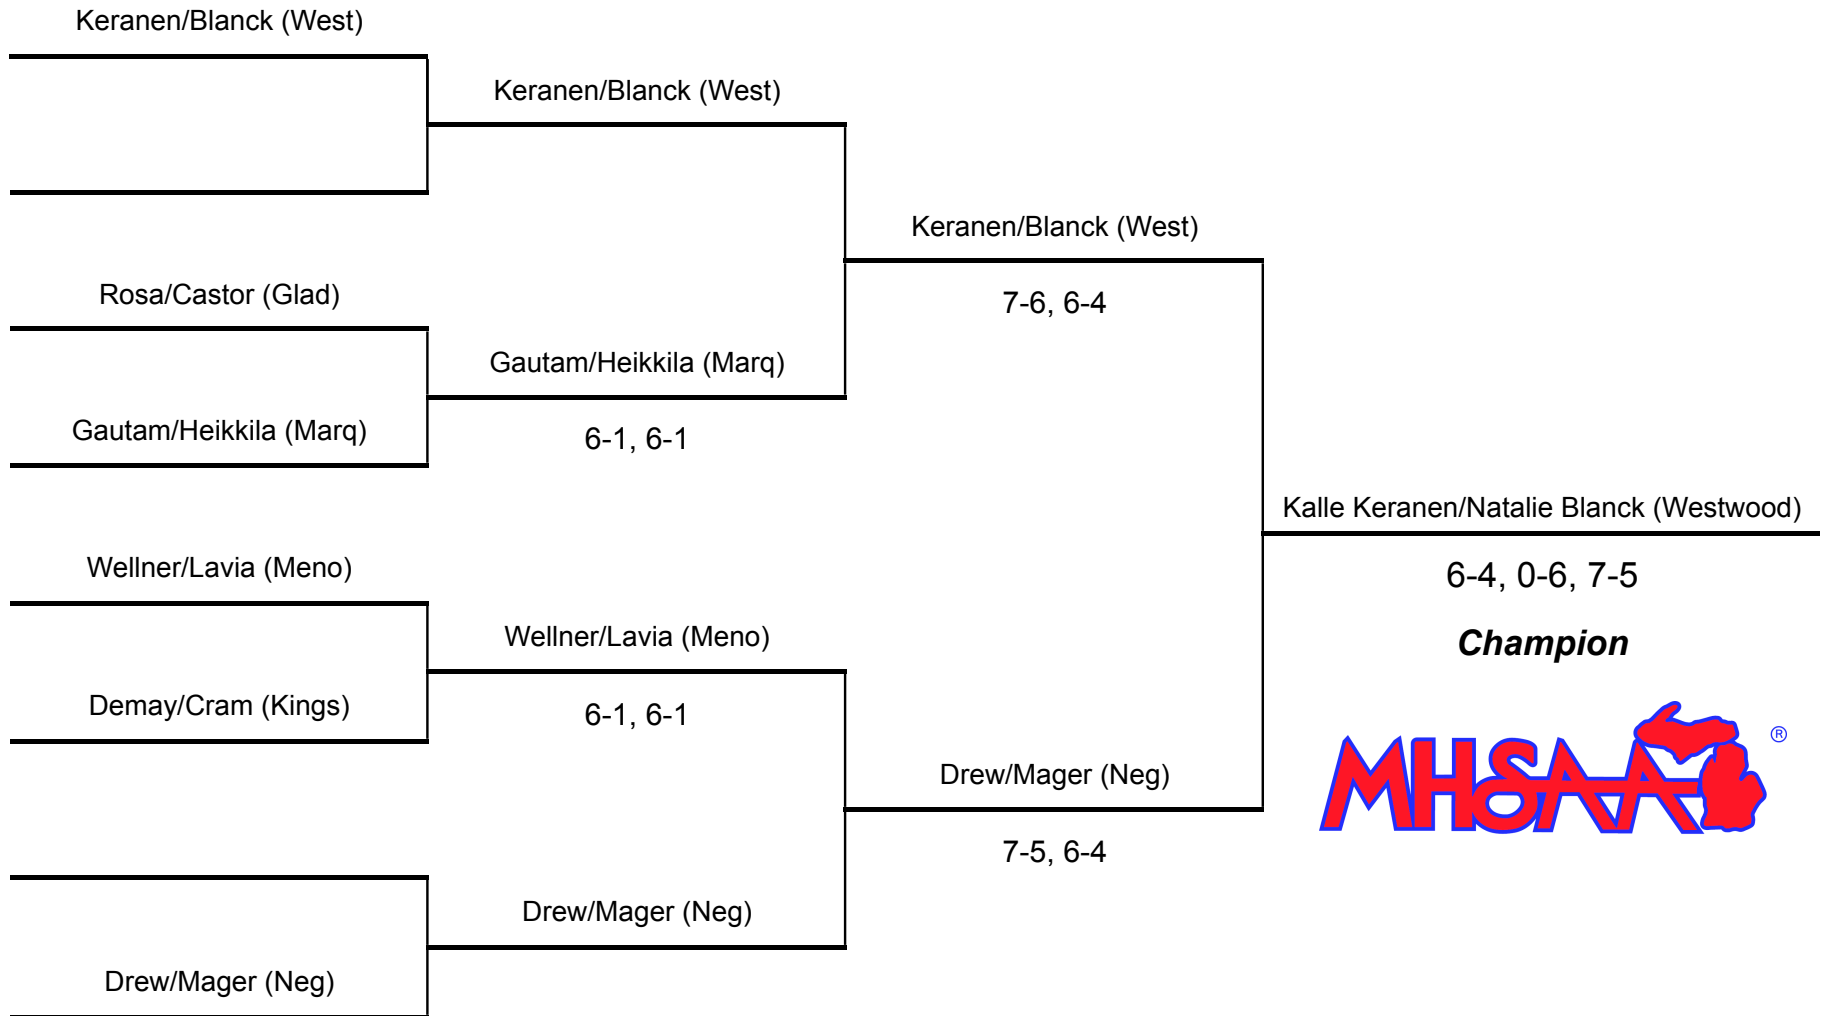 Keranen/Blanck (West)
Keranen/Blanck (West)
Keranen/Blanck (West)
Rosa/Castor (Glad)
7-6, 6-4
Gautam/Heikkila (Marq)
Gautam/Heikkila (Marq)
6-1, 6-1
Kalle Keranen/Natalie Blanck (Westwood)
Wellner/Lavia (Meno)
6-4, 0-6, 7-5
Wellner/Lavia (Meno)
Champion
Demay/Cram (Kings)
6-1, 6-1
MHSAA ®
Drew/Mager (Neg)
7-5, 6-4
Drew/Mager (Neg)
Drew/Mager (Neg)